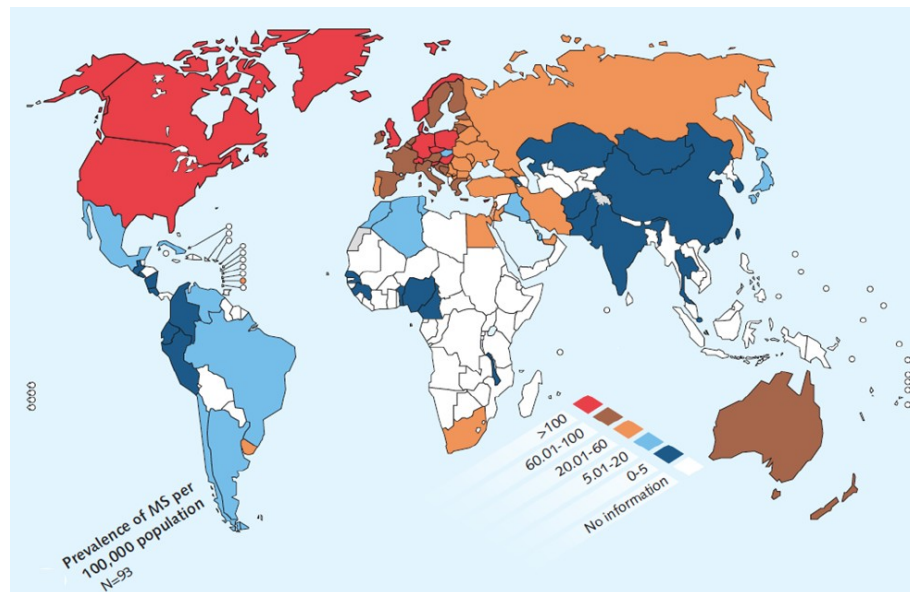 >100
60.01-100
20.01-60
5.01-20
0-5
No information
Prevalence of MS per
100,000 population
N=93